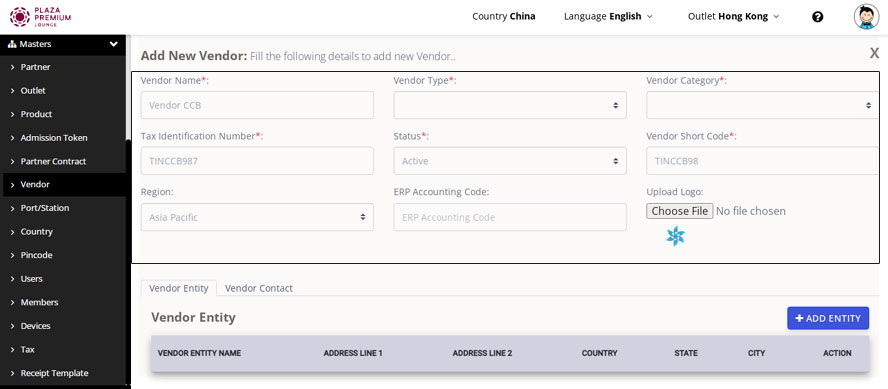 PLAZA
PREMIUM
LOUNGE
Country China
Language English
Outlet Hong Kong
?
Masters
Partner
Outlet
Product
Admission Token
Partner Contract
Vendor
Port/Station
Country
Pincode
Users
Members
Devices
Tax
Receipt Template
Add New Vendor: Fill the following details to add new Vendor..
X
Vendor Name*:
Vendor Type*:
Vendor Category*:
Vendor CCB
Tax Identification Number*:
Status*:
Vendor Short Code*:
TINCCB987
Active
TINCCB98
Region:
ERP Accounting Code:
Upload Logo:
Asia Pacific
ERP Accounting Code
Choose File No file chosen
Vendor Entity
Vendor Contact
Vendor Entity
+ ADD ENTITY
VENDOR ENTITY NAME
ADDRESS LINE 1
ADDRESS LINE 2
COUNTRY
STATE
CITY
ACTION